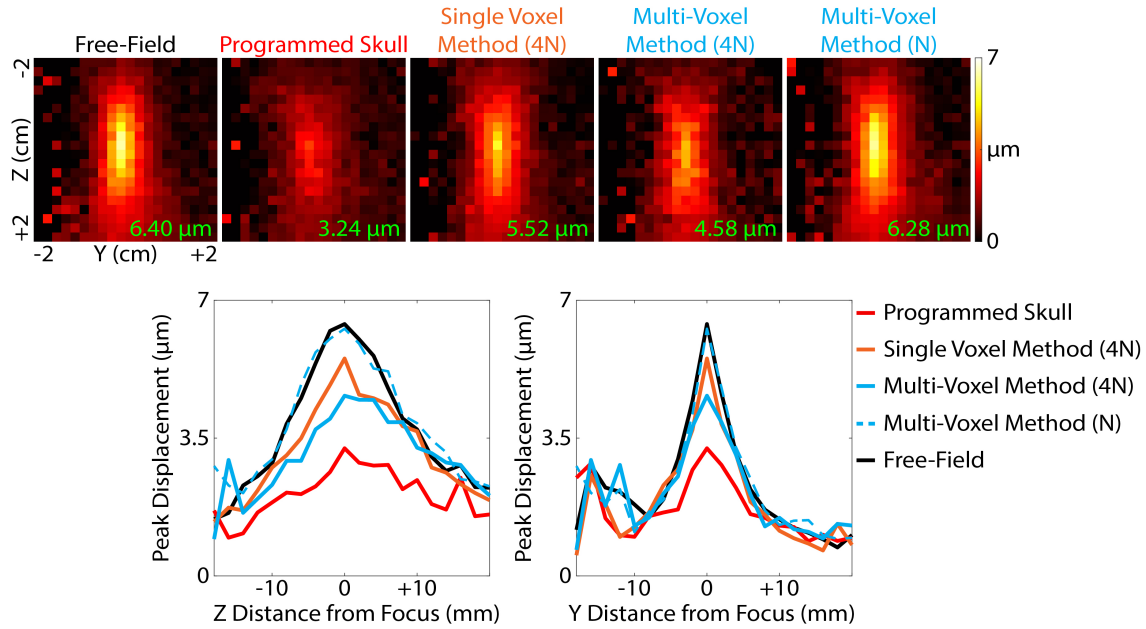 Free-Field
Programmed Skull
Single Voxel
Method (4N)
Multi-Voxel
Method (4N)
Multi-Voxel
Method (N)
-2
Z (cm)
+2
6.40 µm
3.24 µm
5.52 µm
4.58 µm
6.28 µm
7
µm
0
-2
Y (cm)
+2
7
3.5
0
Peak Displacement (µm)
-10
0
+10
Z Distance from Focus (mm)
7
3.5
0
Peak Displacement (µm)
-10
0
+10
Y Distance from Focus (mm)
Programmed Skull
Single Voxel Method (4N)
Multi-Voxel Method (4N)
Multi-Voxel Method (N)
Free-Field